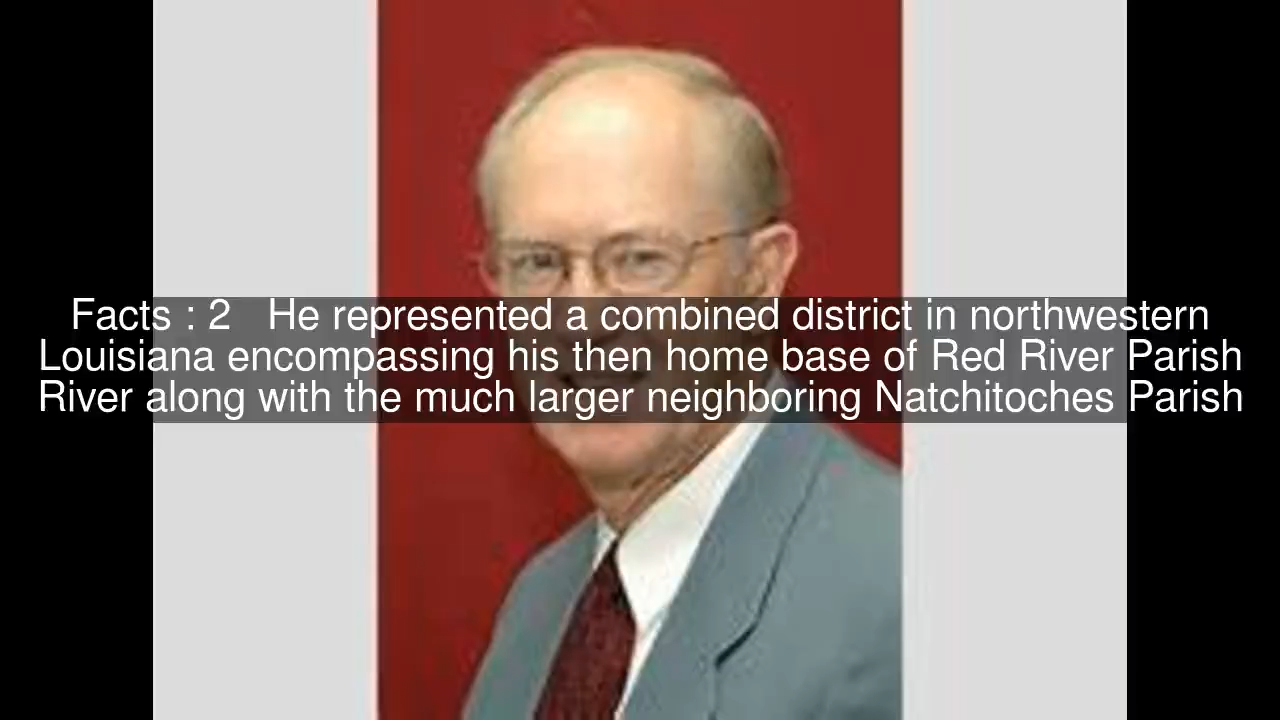 Facts : 2   He represented a combined district in northwestern
Louisiana encompassing his then home base of Red River Parish
River along with the much larger neighboring Natchitoches Parish